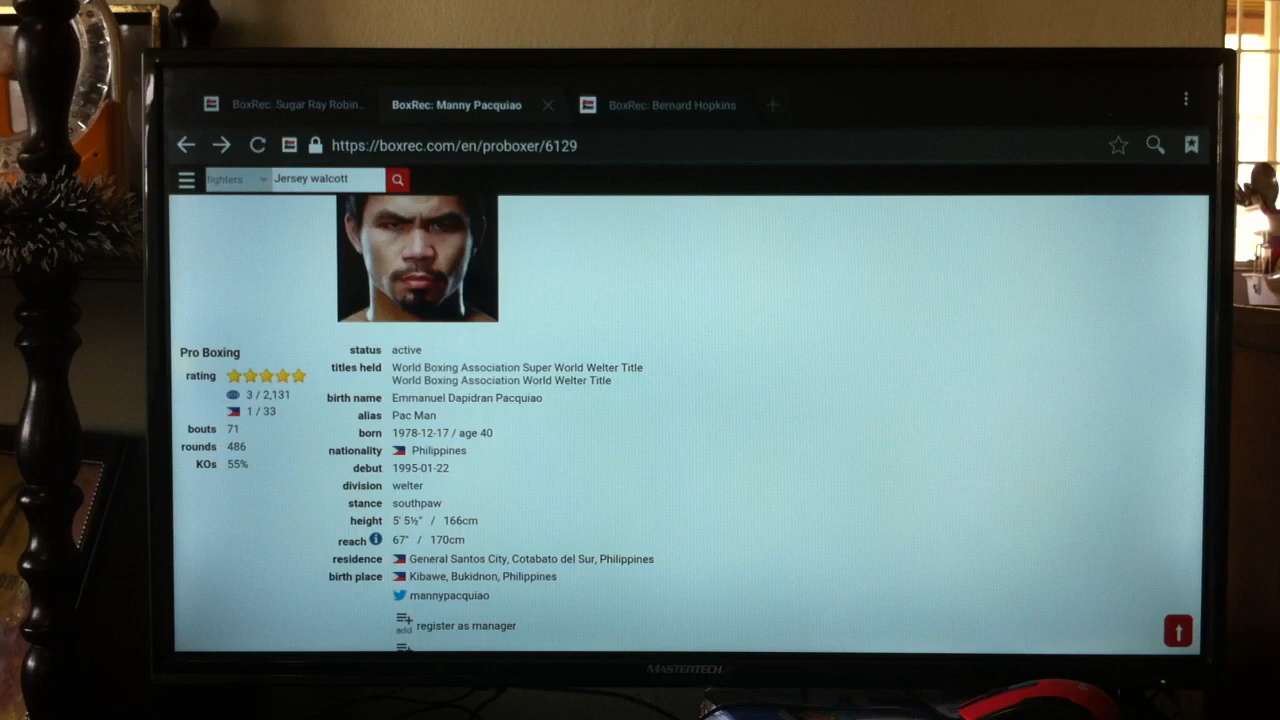 BoxRec: Sugar Ray Robin... BoxRec: Manny Pacquiao BoxRec: Bernard Hopkins
https://boxrec.com/en/proboxer/6129
fighters Jersey walcott
Pro Boxing
rating
3 / 2,131
1 / 33
bouts 71
rounds 486
KOs 55%
status active
titles held World Boxing Association Super World Welter Title
World Boxing Association World Welter Title
birth name Emmanuel Dapidran Pacquiao
alias Pac Man
born 1978-12-17 / age 40
nationality Philippines
debut 1995-01-22
division welter
stance southpaw
height 5' 5½" / 166cm
reach 67" / 170cm
residence General Santos City, Cotabato del Sur, Philippines
birth place Kibawe, Bukidnon, Philippines
mannypacquiao
add register as manager
MASTERTECH